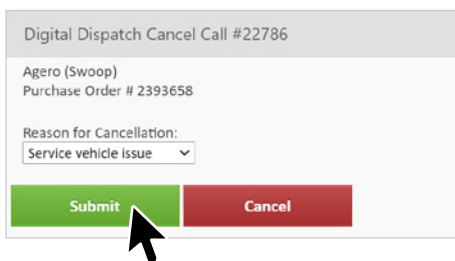 Digital Dispatch Cancel Call #22786
Agero (Swoop)
Purchase Order # 2393658
Reason for Cancellation:
Service vehicle issue
Submit
Cancel